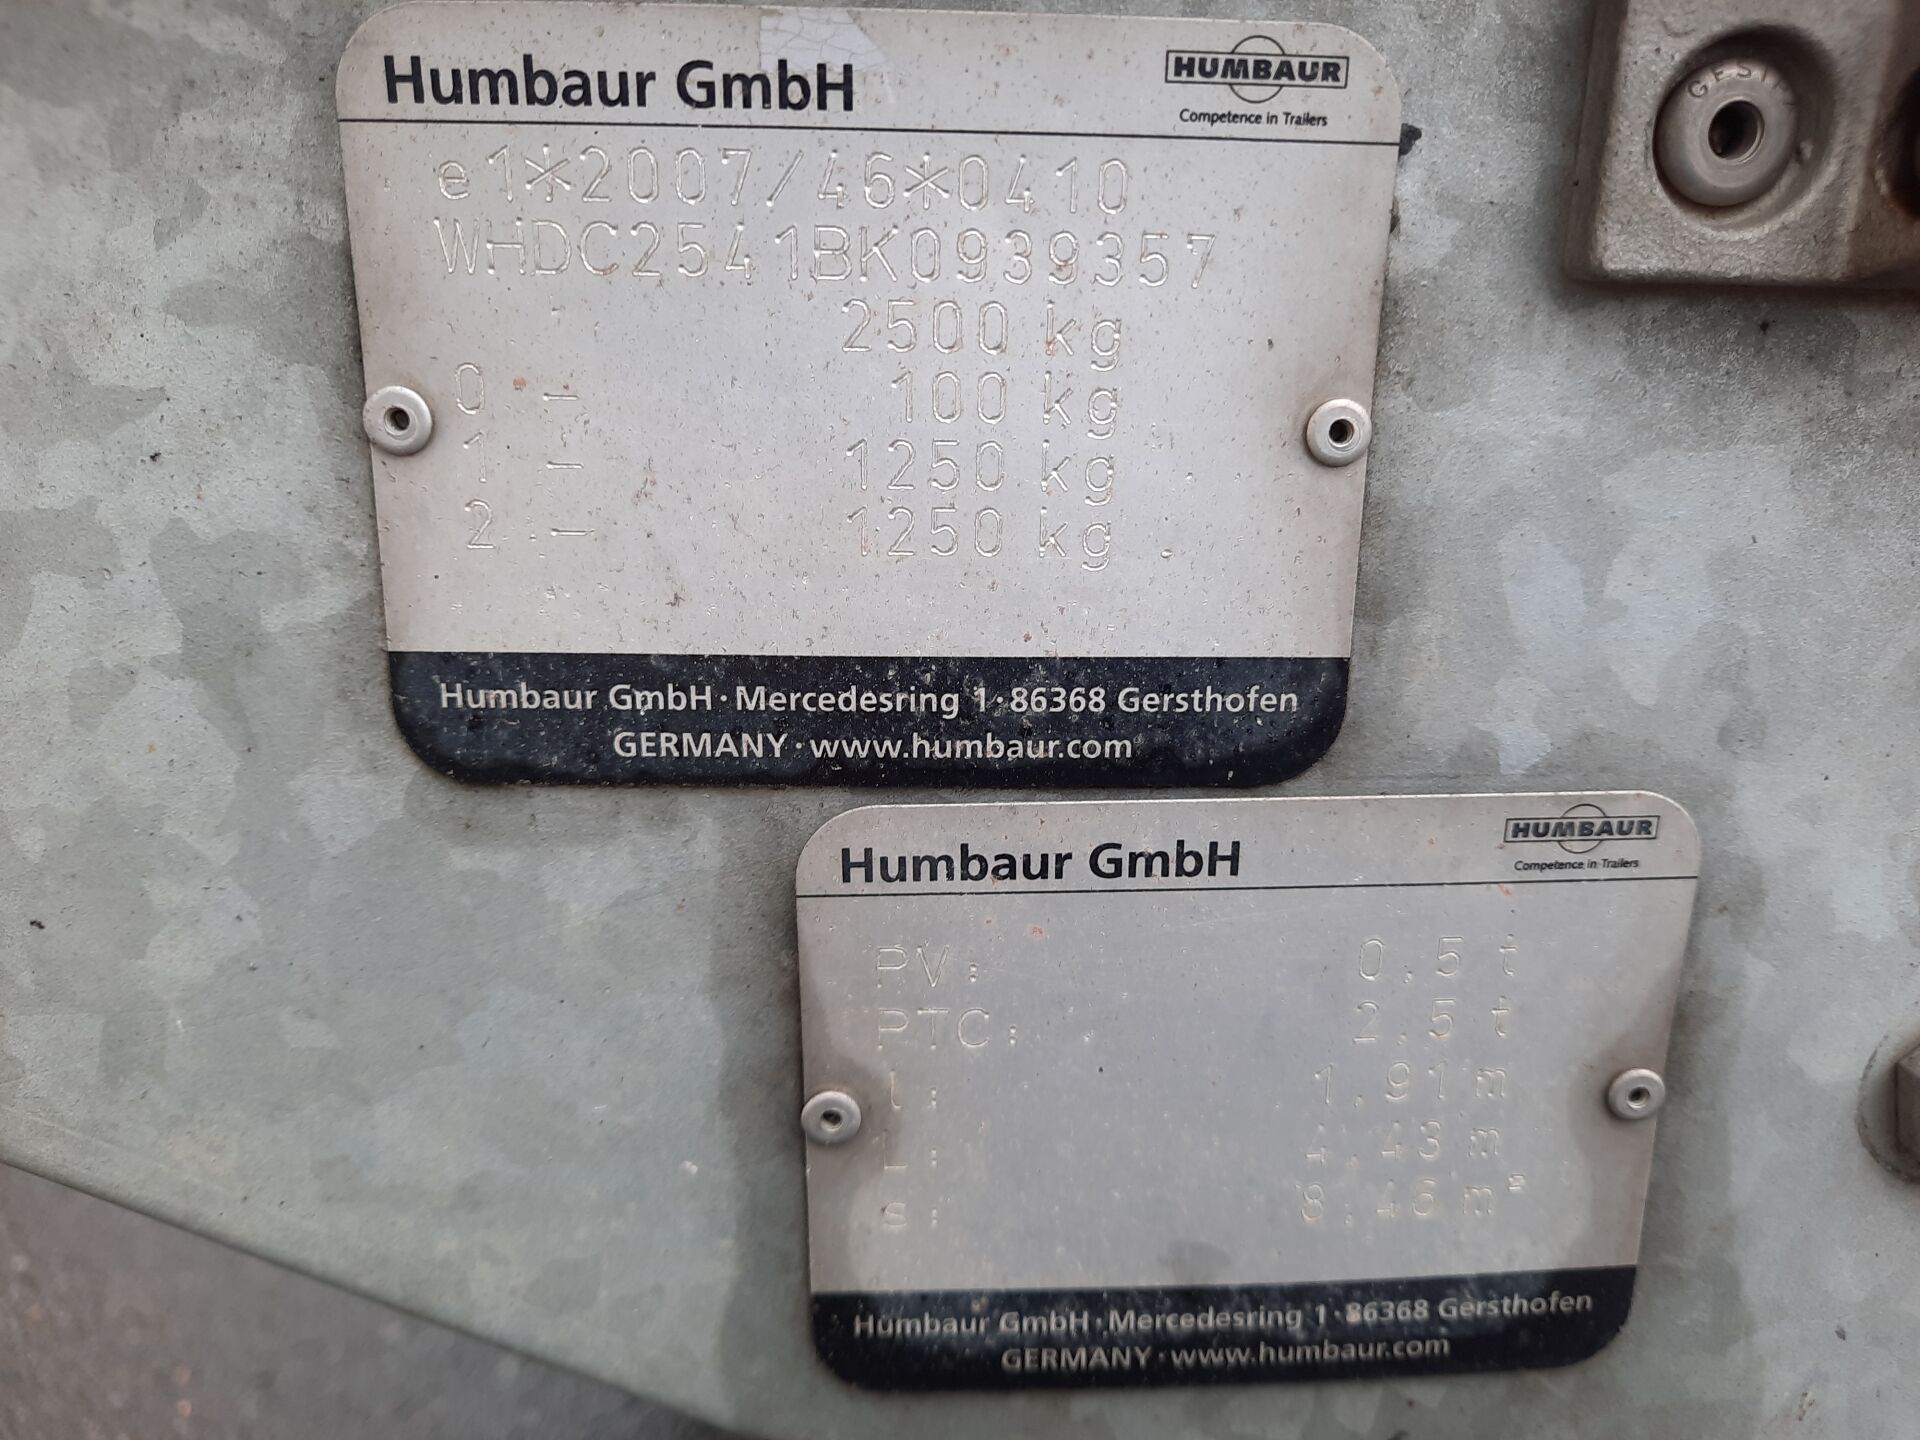 Humbaur GmbH
HUMBAUR
Competence in Trailers
e1*2007/46*0410
WHDC2541BK0939357
2500 kg
0 - 100 kg
1 - 1250 kg
2 - 1250 kg
Humbaur GmbH · Mercedesring 1 · 86368 Gersthofen
GERMANY · www.humbaur.com
Humbaur GmbH
HUMBAUR
Competence in Trailers
PV: 0,5 t
PTC: 2,5 t
l: 1,91 m
L: 4,43 m
s: 8,46 m²
Humbaur GmbH · Mercedesring 1 · 86368 Gersthofen
GERMANY · www.humbaur.com